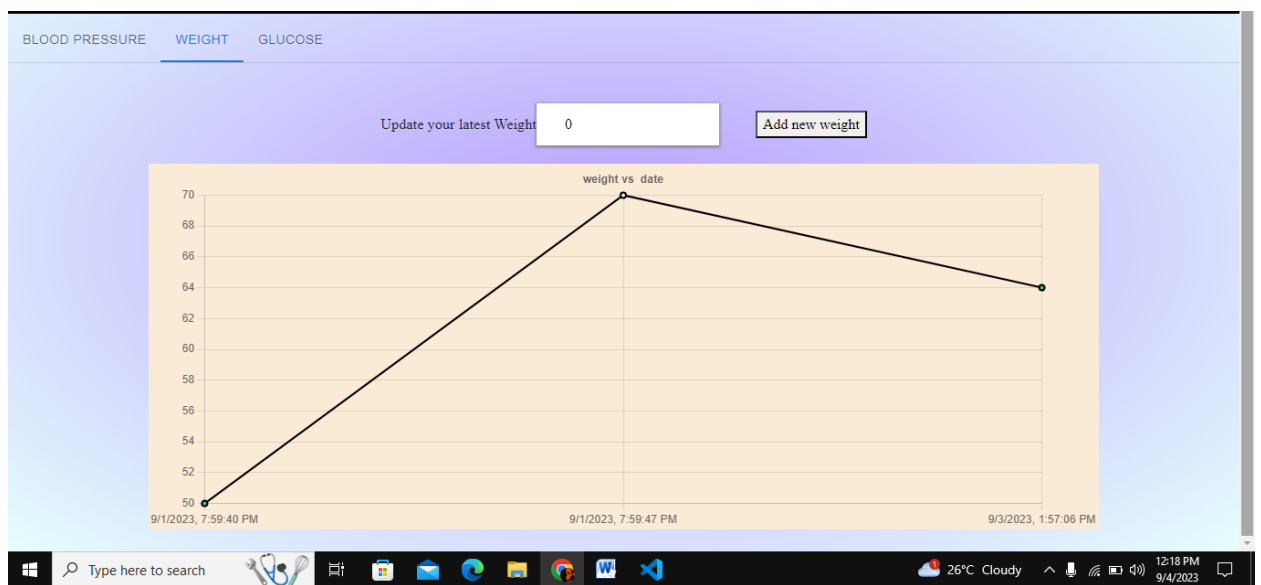 BLOOD PRESSURE WEIGHT GLUCOSE
Update your latest Weight 0 Add new weight
weight vs date
70
68
66
64
62
60
58
56
54
52
50
9/1/2023, 7:59:40 PM 9/1/2023, 7:59:47 PM 9/3/2023, 1:57:06 PM
Type here to search 26°C Cloudy 12:18 PM
9/4/2023